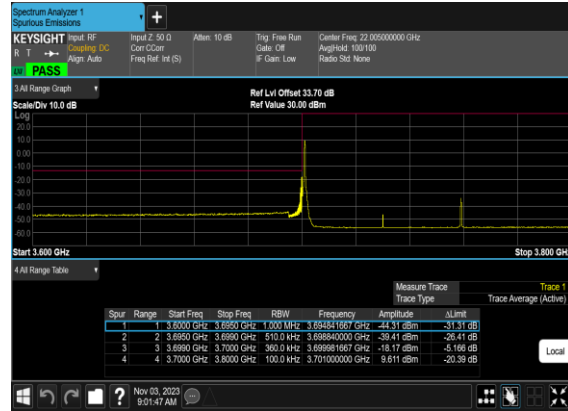 Spectrum Analyzer 1
Spurious Emissions
KEYSIGHT
R T
PASS
Input: RF
Coupling: DC
Align: Auto
Input Z: 50 Ω
Corr CCorr
Freq Ref: Int (S)
Atten: 10 dB
Trig: Free Run
Gate: Off
IF Gain: Low
Center Freq: 22.005000000 GHz
Avg|Hold: 100/100
Radio Std: None
3 All Range Graph
Scale/Div 10.0 dB
Ref Lvl Offset 33.70 dB
Ref Value 30.00 dBm
Log
20.0
10.0
0.00
-10.0
-20.0
-30.0
-40.0
-50.0
-60.0
Start 3.600 GHz
Stop 3.800 GH
4 All Range Table
Measure Trace Trace 1
Trace Type Trace Average (Active)
Spur Range Start Freq Stop Freq RBW Frequency Amplitude ΔLimit
1 1 3.6000 GHz 3.6950 GHz 1.000 MHz 3.694841667 GHz -44.31 dBm -31.31 dB
2 2 3.6950 GHz 3.6990 GHz 510.0 kHz 3.698840000 GHz -39.41 dBm -26.41 dB
3 3 3.6990 GHz 3.7000 GHz 360.0 kHz 3.699981667 GHz -18.17 dBm -5.166 dB
4 4 3.7000 GHz 3.8000 GHz 100.0 kHz 3.701000000 GHz 9.611 dBm -20.39 dB
Local
?
Nov 03, 2023
9:01:47 AM